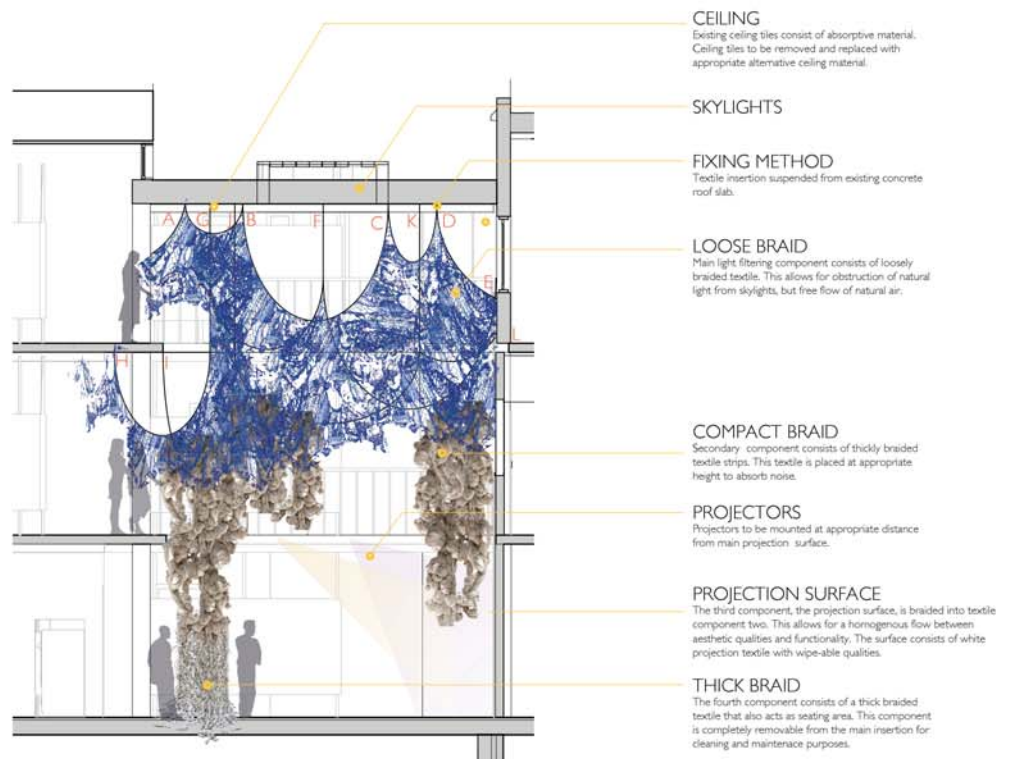 CEILING
Existing ceiling tiles consist of absorptive material.
Ceiling tiles to be removed and replaced with
appropriate alternative ceiling material.
SKYLIGHTS
FIXING METHOD
Textile insertion suspended from existing concrete
roof slab.
A G J B F C K D
LOOSE BRAID
Main light filtering component consists of loosely
braided textile. This allows for obstruction of natural
light from skylights, but free flow of natural air.
E
L
H I
COMPACT BRAID
Secondary component consists of thickly braided
textile strips. This textile is placed at appropriate
height to absorb noise.
PROJECTORS
Projectors to be mounted at appropriate distance
from main projection surface.
PROJECTION SURFACE
The third component, the projection surface, is braided into textile
component two. This allows for a homogenous flow between
aesthetic qualities and functionality. The surface consists of white
projection textile with wipe-able qualities.
THICK BRAID
The fourth component consists of a thick braided
textile that also acts as seating area. This component
is completely removable from the main insertion for
cleaning and maintenace purposes.